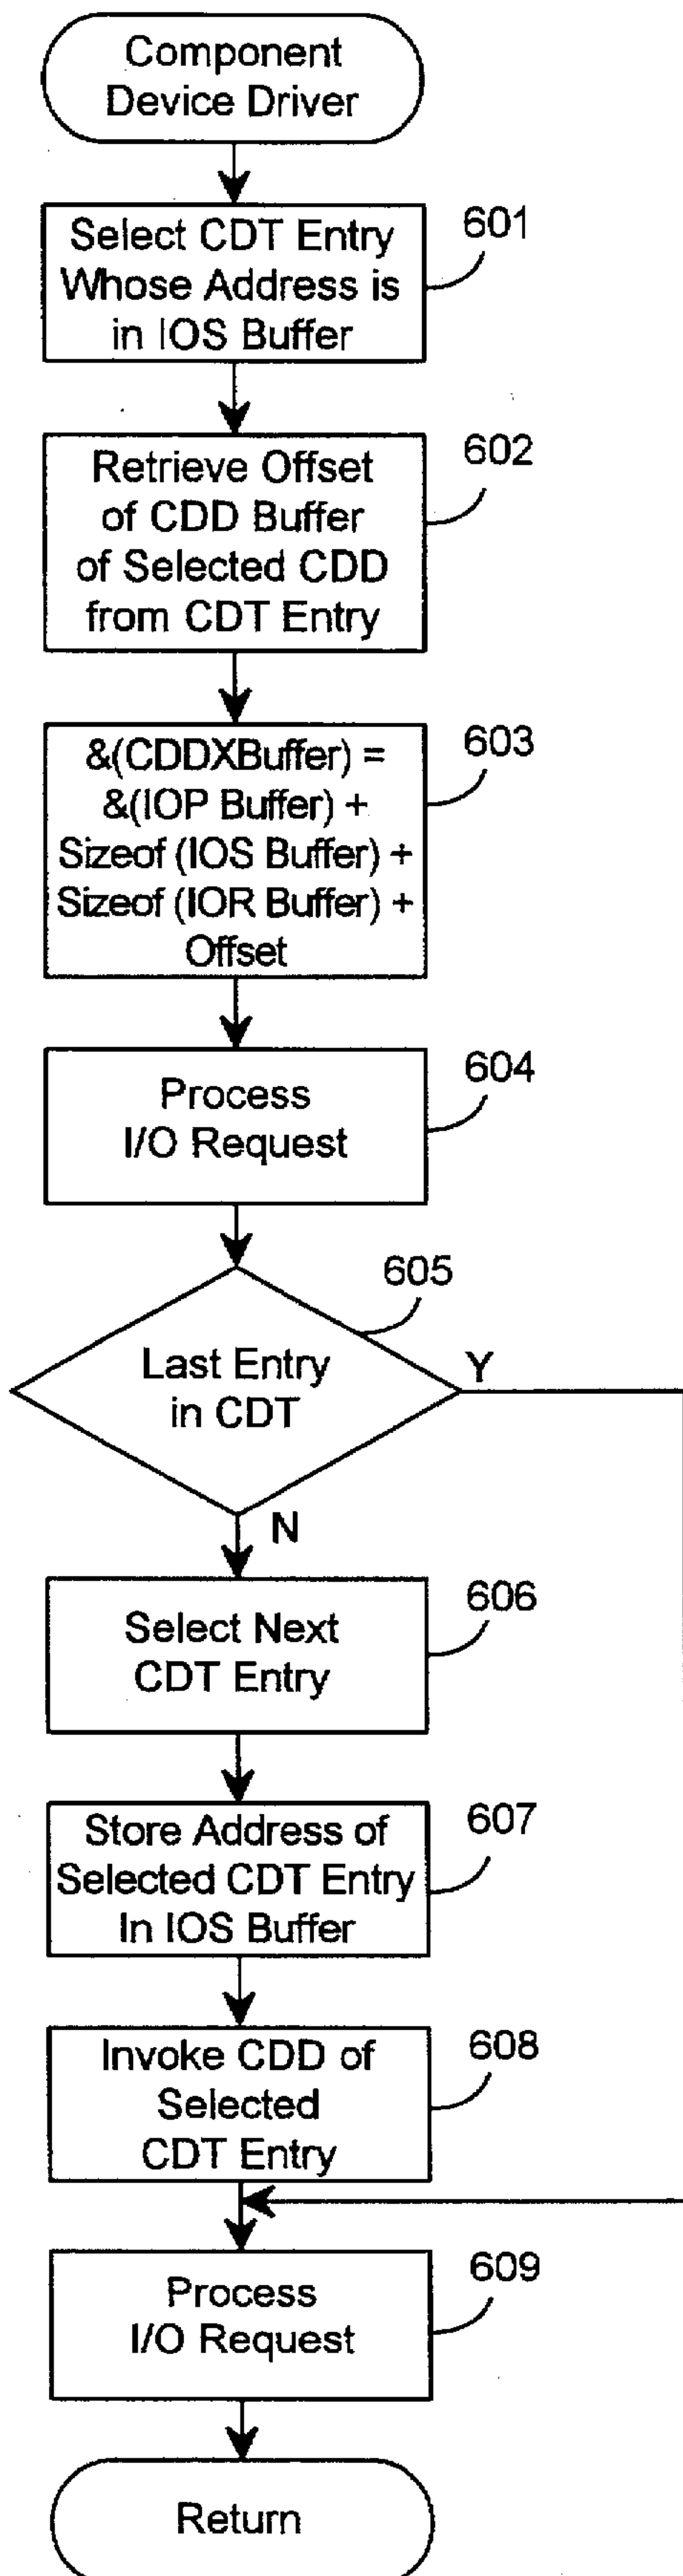 Component
Device Driver
601
Select CDT Entry
Whose Address is
in IOS Buffer
602
Retrieve Offset
of CDD Buffer
of Selected CDD
from CDT Entry
603
&(CDDXBuffer) =
&(IOP Buffer) +
Sizeof (IOS Buffer) +
Sizeof (IOR Buffer) +
Offset
604
Process
I/O Request
605
Last Entry
in CDT
Y
N
606
Select Next
CDT Entry
607
Store Address of
Selected CDT Entry
In IOS Buffer
608
Invoke CDD of
Selected
CDT Entry
609
Process
I/O Request
Return